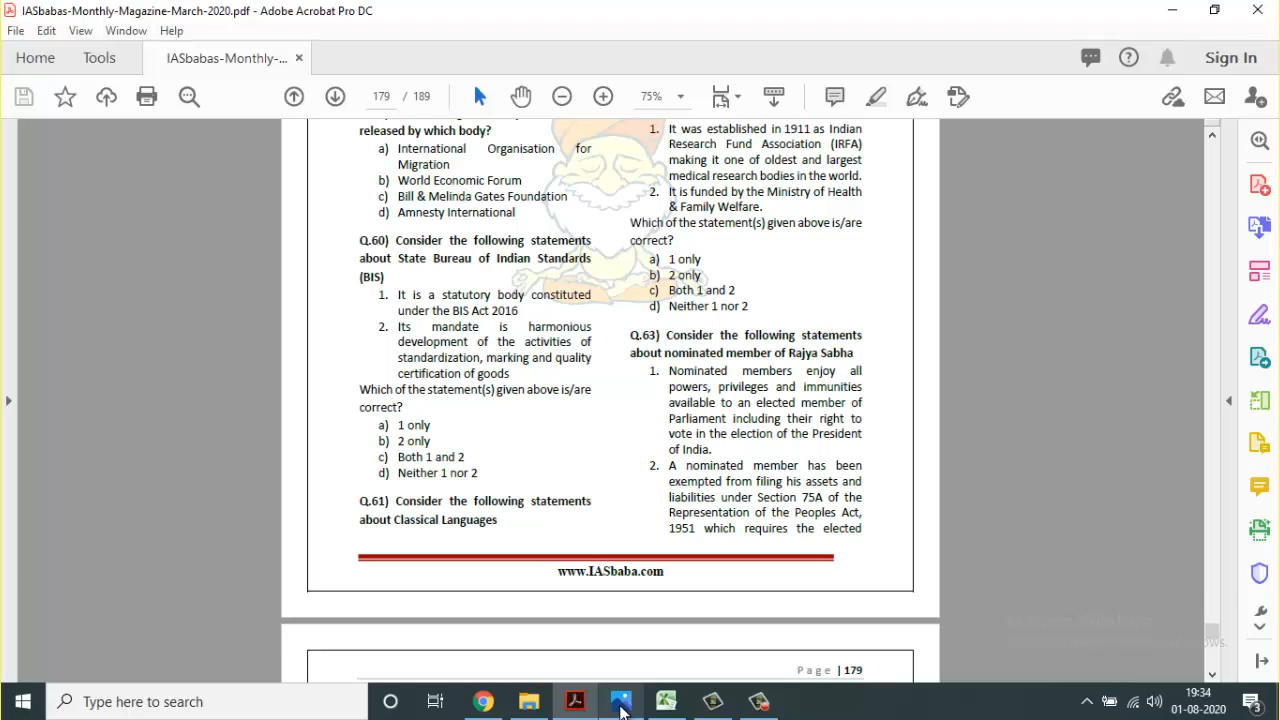 IASbabas-Monthly-Magazine-March-2020.pdf - Adobe Acrobat Pro DC
File Edit View Window Help
Home Tools IASbabas-Monthly-... × Sign In
179 / 189 75%
released by which body?
a) International Organisation for
Migration
b) World Economic Forum
c) Bill & Melinda Gates Foundation
d) Amnesty International
Q.60) Consider the following statements
about State Bureau of Indian Standards
(BIS)
1. It is a statutory body constituted
under the BIS Act 2016
2. Its mandate is harmonious
development of the activities of
standardization, marking and quality
certification of goods
Which of the statement(s) given above is/are
correct?
a) 1 only
b) 2 only
c) Both 1 and 2
d) Neither 1 nor 2
Q.61) Consider the following statements
about Classical Languages
1. It was established in 1911 as Indian
Research Fund Association (IRFA)
making it one of oldest and largest
medical research bodies in the world.
2. It is funded by the Ministry of Health
& Family Welfare.
Which of the statement(s) given above is/are
correct?
a) 1 only
b) 2 only
c) Both 1 and 2
d) Neither 1 nor 2
Q.63) Consider the following statements
about nominated member of Rajya Sabha
1. Nominated members enjoy all
powers, privileges and immunities
available to an elected member of
Parliament including their right to
vote in the election of the President
of India.
2. A nominated member has been
exempted from filing his assets and
liabilities under Section 75A of the
Representation of the Peoples Act,
1951 which requires the elected
www.IASbaba.com
Page | 179
Type here to search
19:34
01-08-2020
3